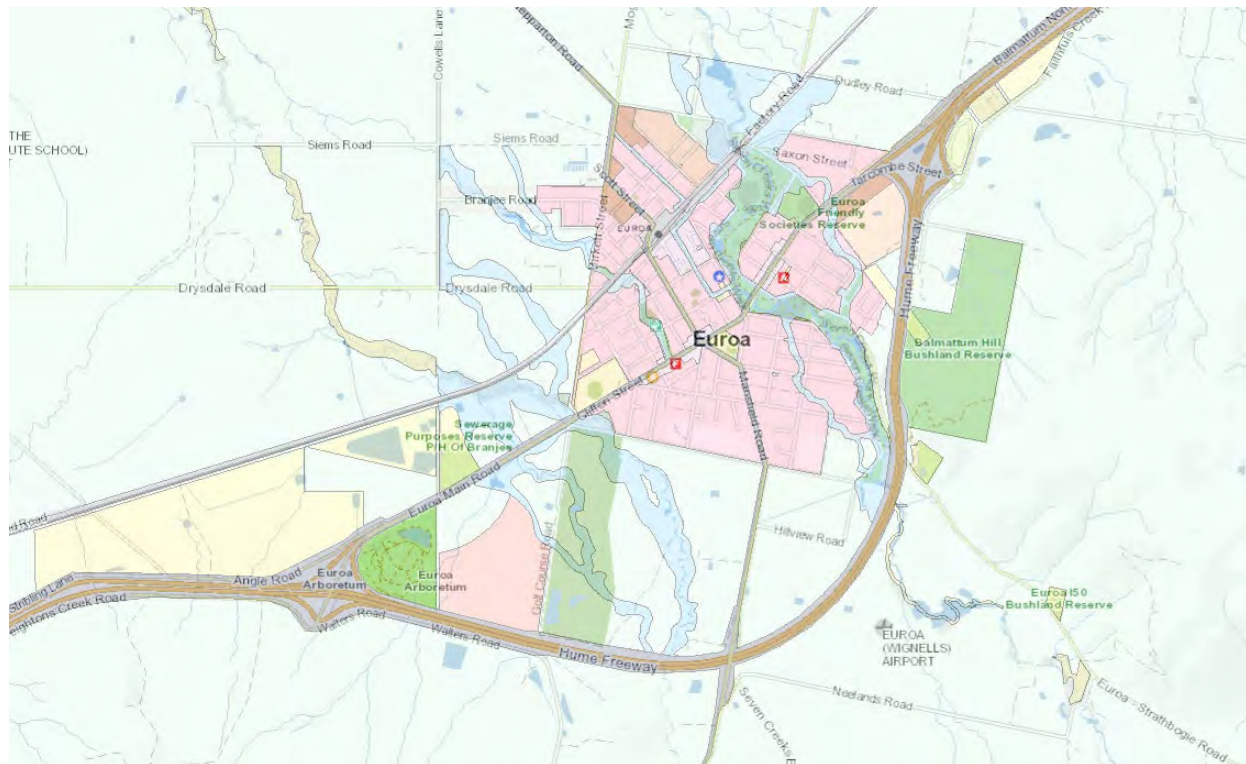 Shepparton Road
Cowells Lane
Balmattum Nor
Faithfuls Creek
Factory Road
Dudley Road
THE
UTE SCHOOL)
Siems Road
Siems Road
Saxon Street
Tarcombe Street
Scott Street
Branjee Road
Birkett Street
EUROA
Euroa
Friendly
Societies Reserve
Hume Freeway
Drysdale Road
Drysdale Road
Euroa
Balmattum Hill
Bushland Reserve
Clifton Street
Mansfield Road
Sewerage
Purposes Reserve
P/H Of Branjee
Euroa Main Road
d Road
Hillview Road
Golf Course Road
Angle Road
Euroa
Arboretum
Euroa
Arboretum
Stribling Lane
eightons Creek Road
Walters Road
Walters Road
Hume Freeway
Euroa I50
Bushland Reserve
EUROA
(WIGNELLS)
AIRPORT
Neelands Road
Euroa - Strathbogie Road
Seven Creeks E